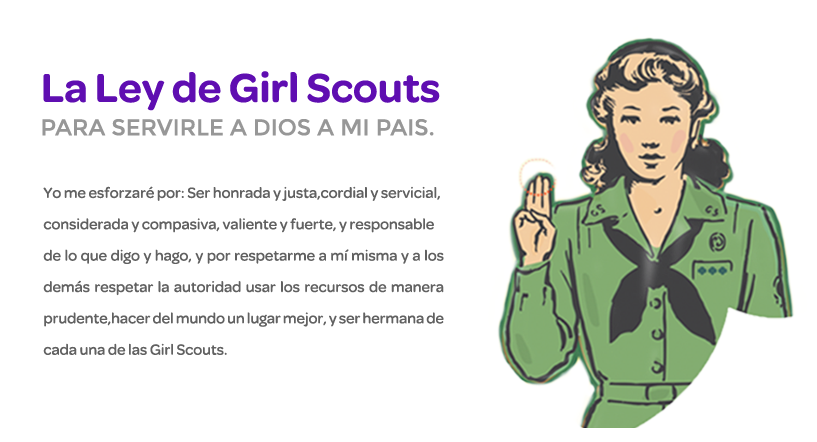 La Ley de Girl Scouts
PARA SERVIRLE A DIOS A MI PAIS.
Yo me esforzaré por: Ser honrada y justa,cordial y servicial,
considerada y compasiva, valiente y fuerte, y responsable
de lo que digo y hago, y por respetarme a mí misma y a los
demás respetar la autoridad usar los recursos de manera
prudente,hacer del mundo un lugar mejor, y ser hermana de
cada una de las Girl Scouts.